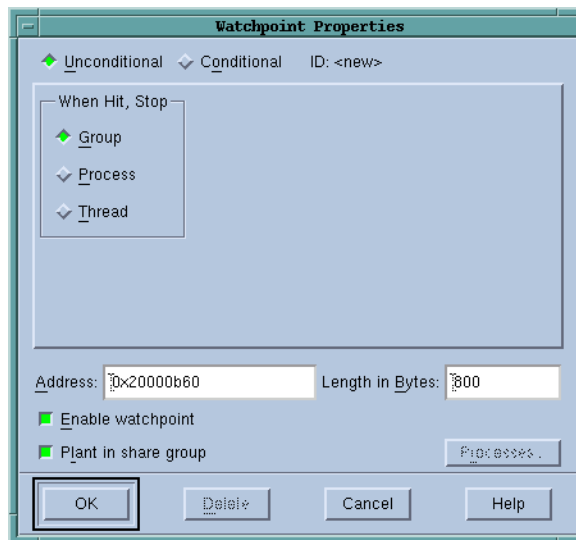 Watchpoint Properties
Unconditional Conditional ID: <new>
When Hit, Stop
Group
Process
Thread
Address: 0x20000b60 Length in Bytes: 800
Enable watchpoint
Plant in share group Processes.
OK Delete Cancel Help